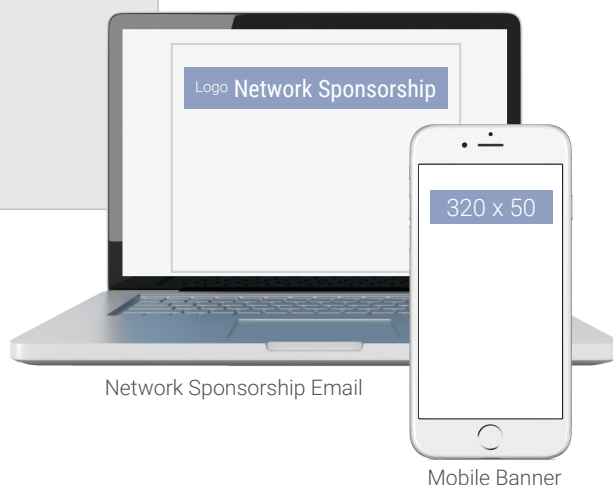 Logo Network Sponsorship
320 x 50
Network Sponsorship Email
Mobile Banner